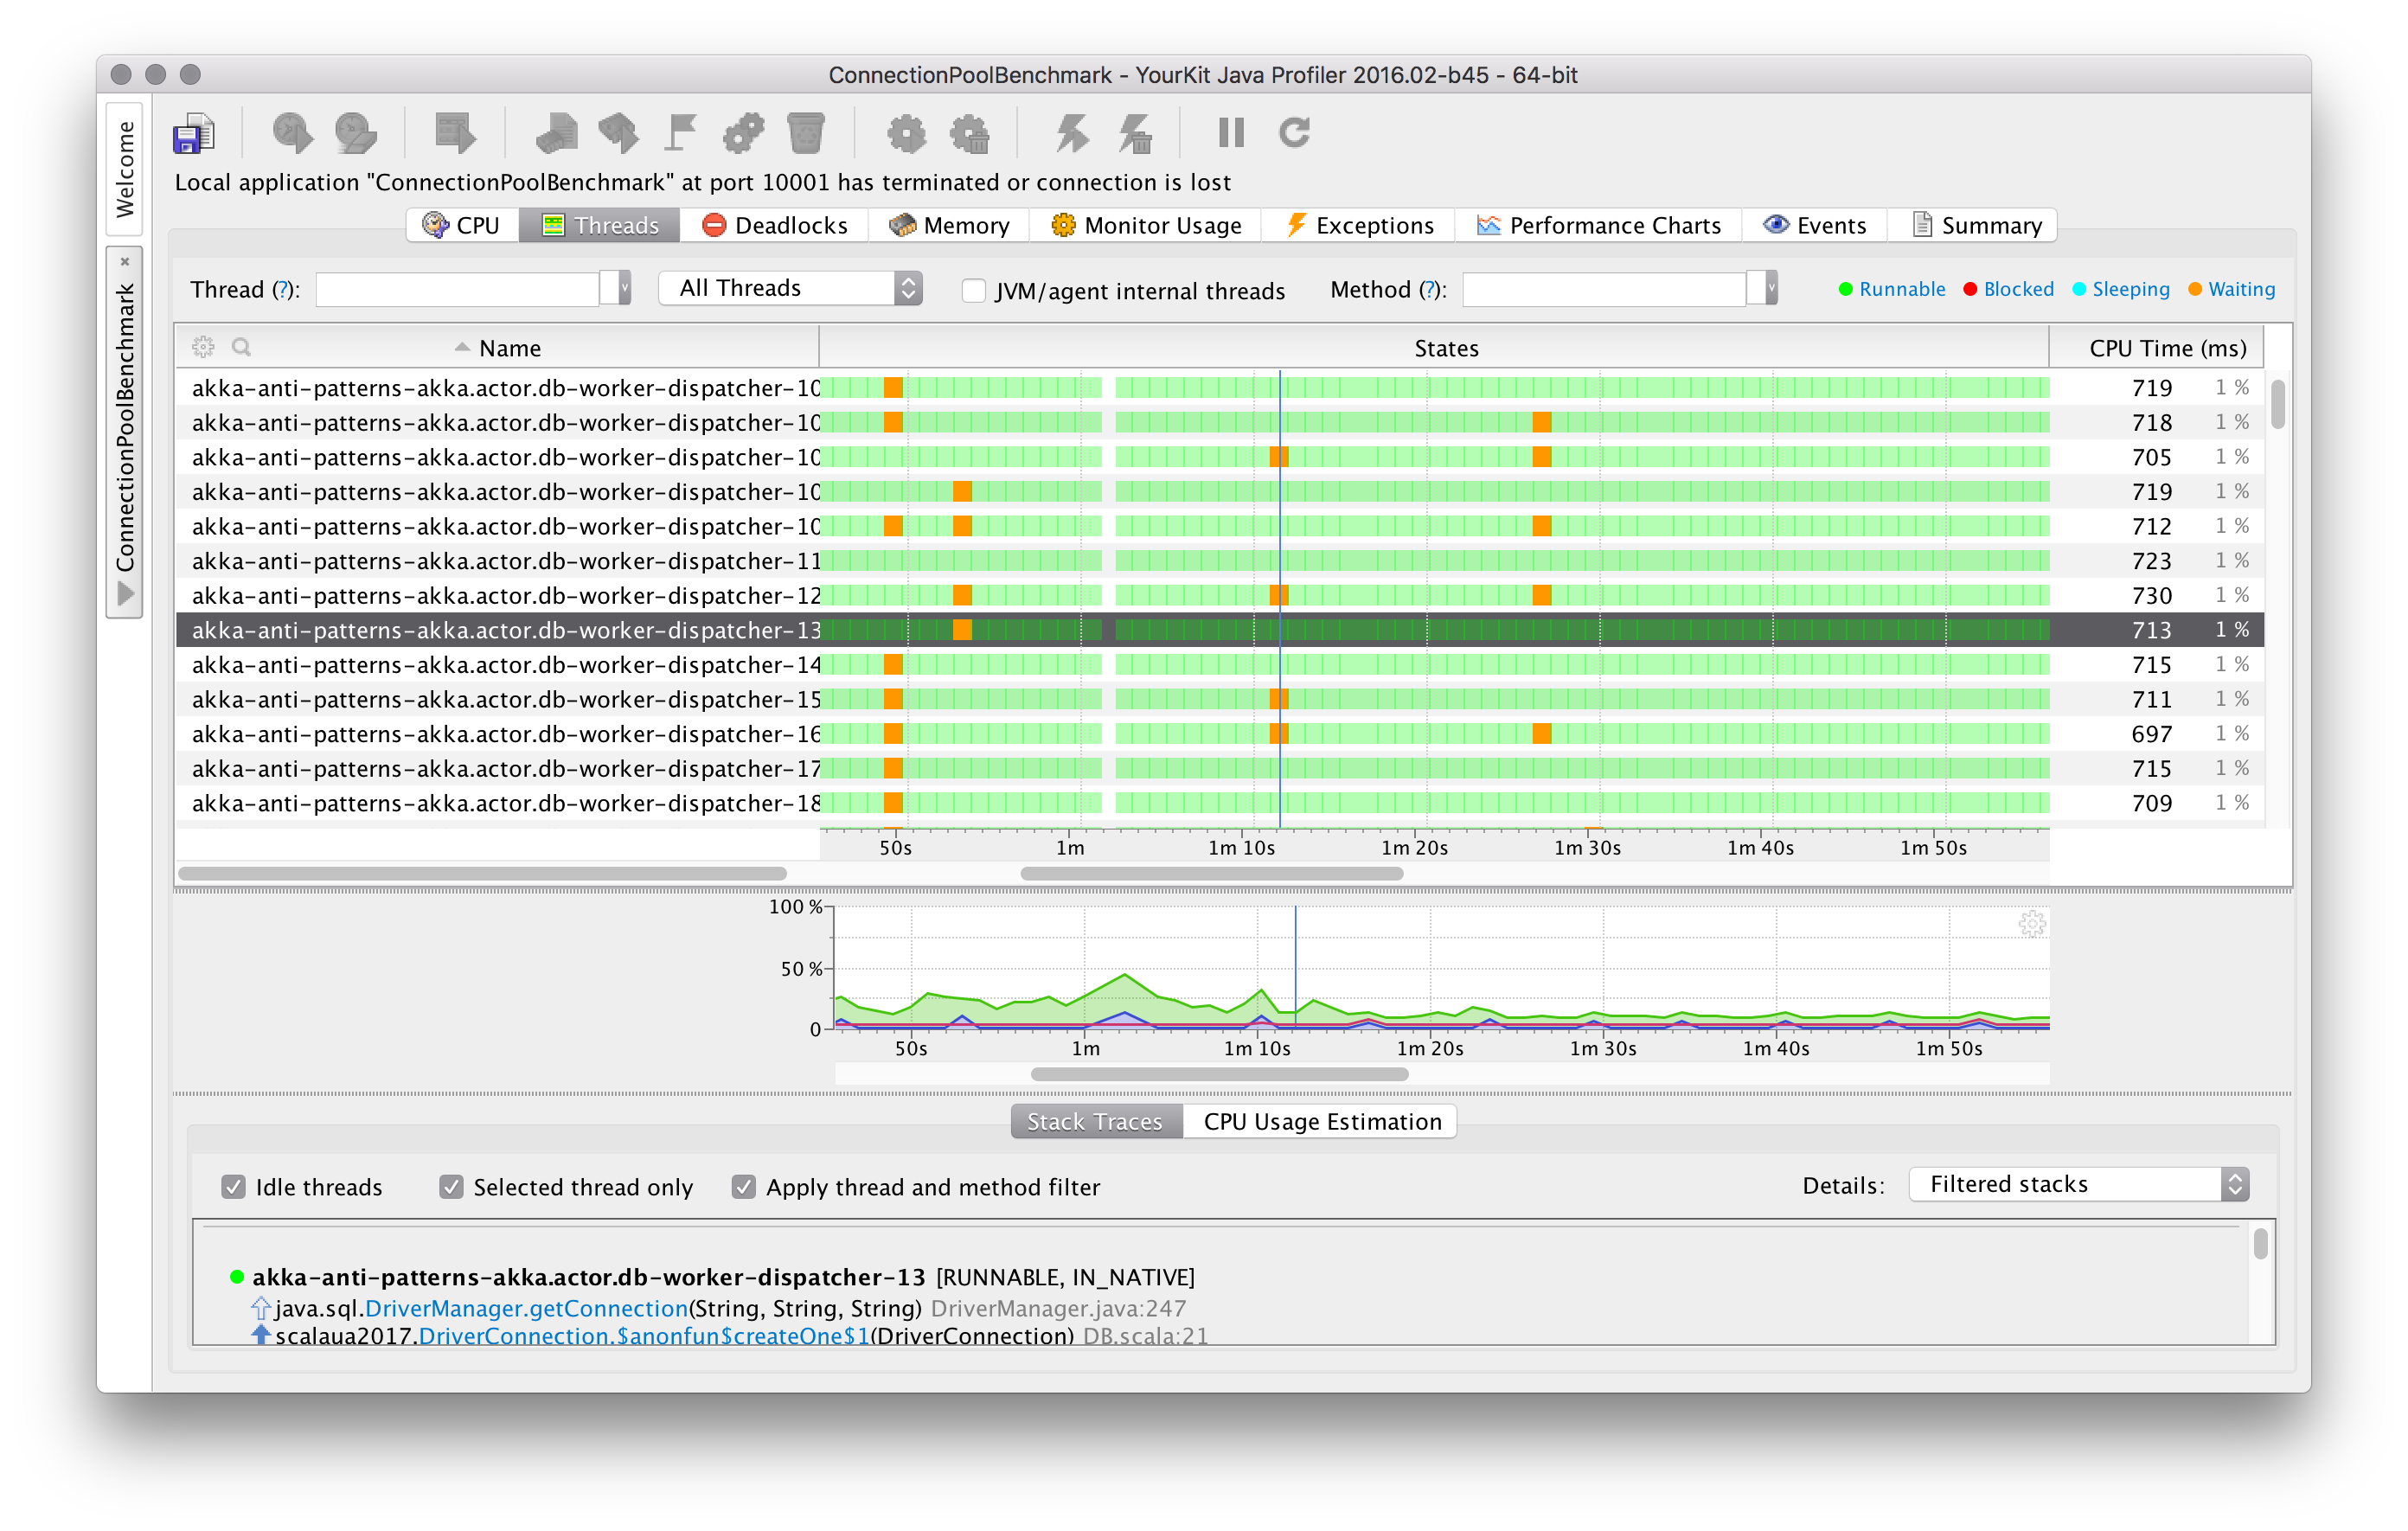 ConnectionPoolBenchmark - YourKit Java Profiler 2016.02-b45 - 64-bit
Welcome
ConnectionPoolBenchmark
Local application "ConnectionPoolBenchmark" at port 10001 has terminated or connection is lost
CPU Threads Deadlocks Memory Monitor Usage Exceptions Performance Charts Events Summary
Thread (?): All Threads JVM/agent internal threads Method (?): Runnable Blocked Sleeping Waiting
Name States CPU Time (ms)
akka-anti-patterns-akka.actor.db-worker-dispatcher-10 719 1 %
akka-anti-patterns-akka.actor.db-worker-dispatcher-10 718 1 %
akka-anti-patterns-akka.actor.db-worker-dispatcher-10 705 1 %
akka-anti-patterns-akka.actor.db-worker-dispatcher-10 719 1 %
akka-anti-patterns-akka.actor.db-worker-dispatcher-10 712 1 %
akka-anti-patterns-akka.actor.db-worker-dispatcher-11 723 1 %
akka-anti-patterns-akka.actor.db-worker-dispatcher-12 730 1 %
akka-anti-patterns-akka.actor.db-worker-dispatcher-13 713 1 %
akka-anti-patterns-akka.actor.db-worker-dispatcher-14 715 1 %
akka-anti-patterns-akka.actor.db-worker-dispatcher-15 711 1 %
akka-anti-patterns-akka.actor.db-worker-dispatcher-16 697 1 %
akka-anti-patterns-akka.actor.db-worker-dispatcher-17 715 1 %
akka-anti-patterns-akka.actor.db-worker-dispatcher-18 709 1 %
50s 1m 1m 10s 1m 20s 1m 30s 1m 40s 1m 50s
100 %
50 %
0
50s 1m 1m 10s 1m 20s 1m 30s 1m 40s 1m 50s
Stack Traces CPU Usage Estimation
Idle threads Selected thread only Apply thread and method filter Details: Filtered stacks
akka-anti-patterns-akka.actor.db-worker-dispatcher-13 [RUNNABLE, IN_NATIVE]
java.sql.DriverManager.getConnection(String, String, String) DriverManager.java:247
scalaua2017.DriverConnection.$anonfun$createOne$1(DriverConnection) DB.scala:21